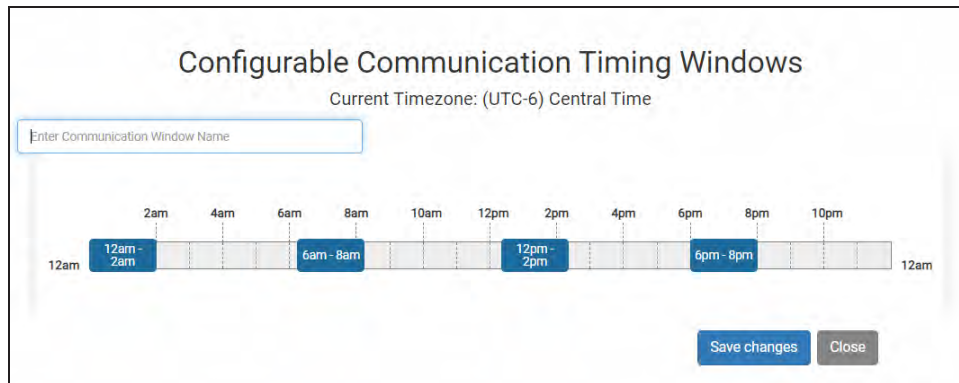 Configurable Communication Timing Windows
Current Timezone: (UTC-6) Central Time
Enter Communication Window Name
2am 4am 6am 8am 10am 12pm 2pm 4pm 6pm 8pm 10pm
12am
12am -
2am
6am - 8am
12pm -
2pm
6pm - 8pm
12am
Save changes
Close